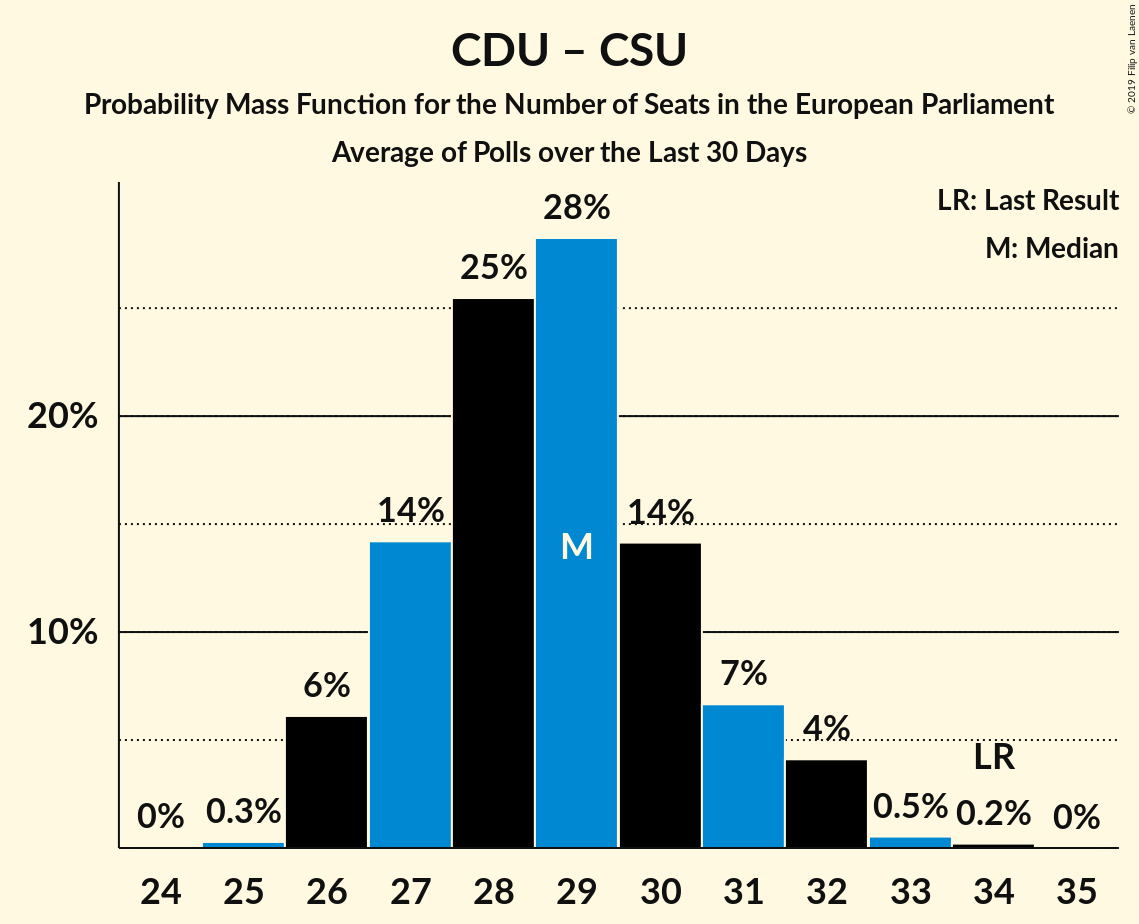 CDU – CSU
Probability Mass Function for the Number of Seats in the European Parliament
Average of Polls over the Last 30 Days
© 2019 Filip van Laenen
LR: Last Result
M: Median
28%
25%
20%
14%
14%
M
10%
7%
6%
4%
LR
0%
0.3%
0.5%
0.2%
0%
24 25 26 27 28 29 30 31 32 33 34 35